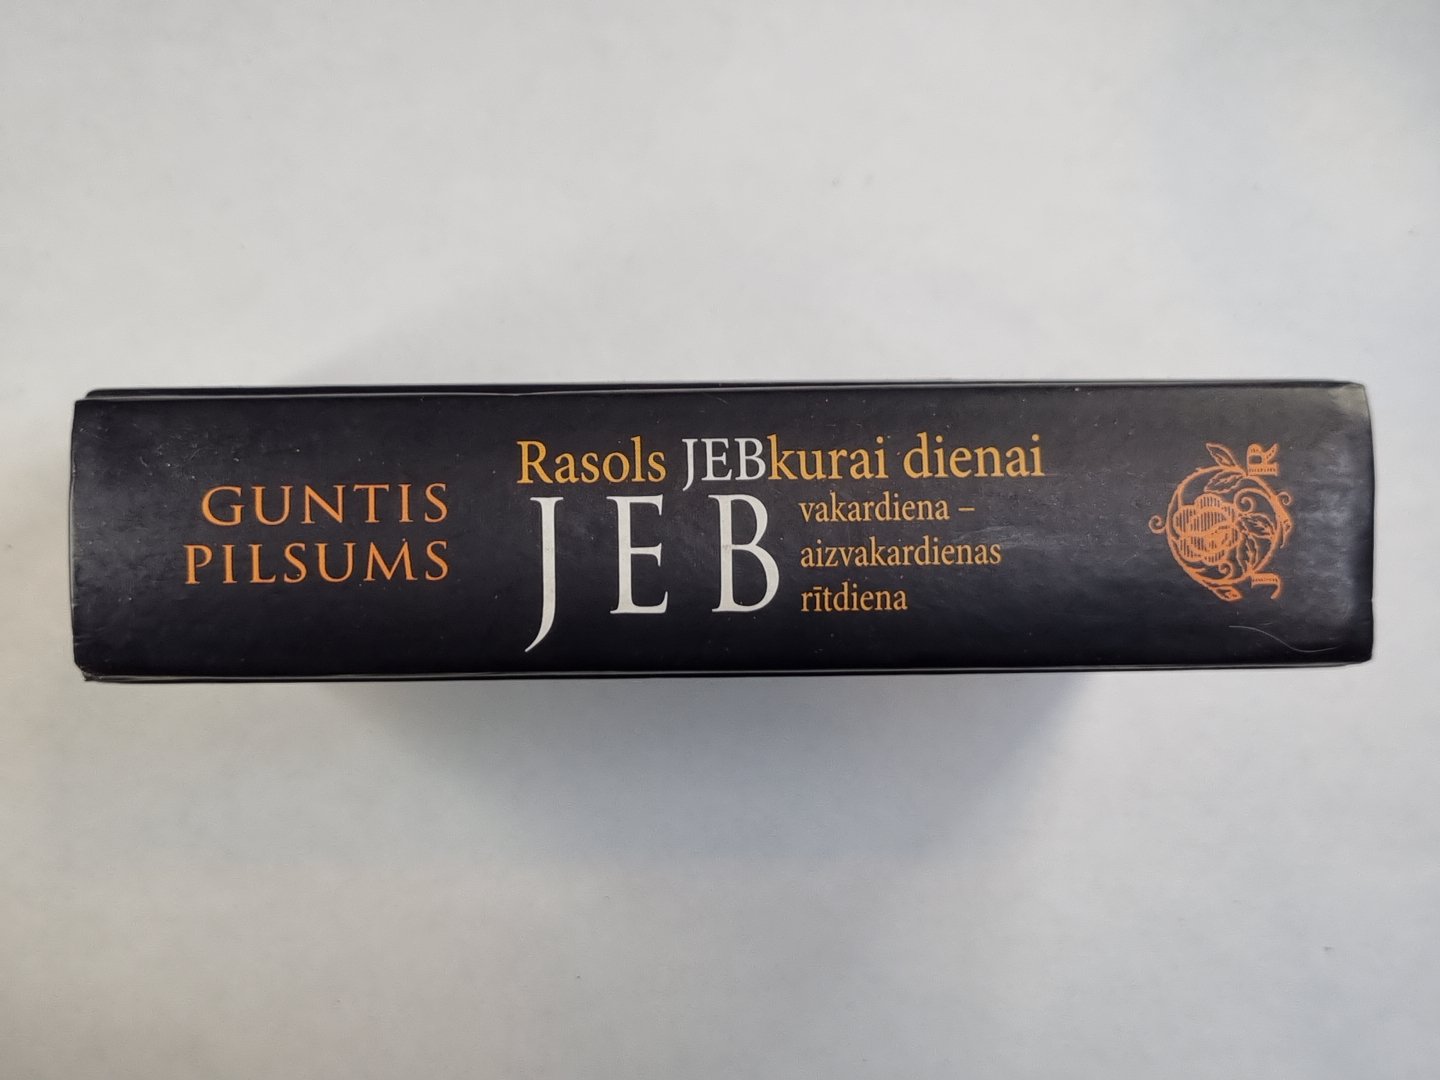 GUNTIS
PILSUMS
Rasols JEBkurai dienai
JEB
vakardiena –
aizvakardienas
rītdiena
J R